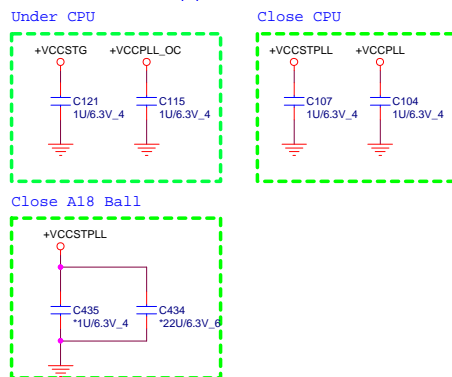 Under CPU
Close CPU
+VCCSTG
+VCCPLL_OC
+VCCSTPLL
+VCCPLL
C121
1U/6.3V_4
C115
1U/6.3V_4
C107
1U/6.3V_4
C104
1U/6.3V_4
Close A18 Ball
+VCCSTPLL
C435
*1U/6.3V_4
C434
*22U/6.3V_6